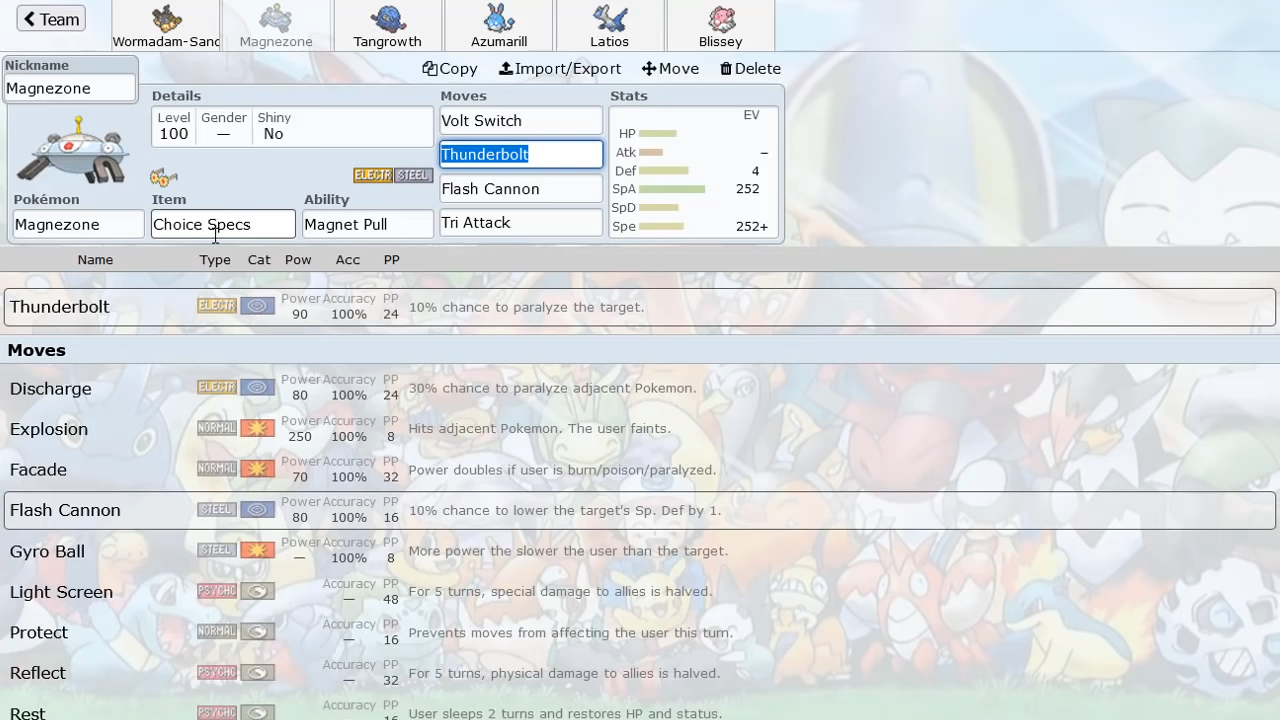 Team
Wormadam-Sand
Magnezone
Tangrowth
Azumarill
Latios
Blissey
Nickname
Magnezone
Copy
Import/Export
Move
Delete
Details
Level
100
Gender
—
Shiny
No
ELECTR STEEL
Pokémon
Magnezone
Item
Choice Specs
Ability
Magnet Pull
Moves
Volt Switch
Thunderbolt
Flash Cannon
Tri Attack
Stats
EV
HP
Atk –
Def 4
SpA 252
SpD
Spe 252+
Name Type Cat Pow Acc PP
Thunderbolt ELECTR Power 90 Accuracy 100% PP 24 10% chance to paralyze the target.
Moves
Discharge ELECTR Power 80 Accuracy 100% PP 24 30% chance to paralyze adjacent Pokemon.
Explosion NORMAL Power 250 Accuracy 100% PP 8 Hits adjacent Pokemon. The user faints.
Facade NORMAL Power 70 Accuracy 100% PP 32 Power doubles if user is burn/poison/paralyzed.
Flash Cannon STEEL Power 80 Accuracy 100% PP 16 10% chance to lower the target's Sp. Def by 1.
Gyro Ball STEEL Power — Accuracy 100% PP 8 More power the slower the user than the target.
Light Screen PSYCHC Accuracy — PP 48 For 5 turns, special damage to allies is halved.
Protect NORMAL Accuracy — PP 16 Prevents moves from affecting the user this turn.
Reflect PSYCHC Accuracy — PP 32 For 5 turns, physical damage to allies is halved.
Rest PSYCHC Accuracy — PP 16 User sleeps 2 turns and restores HP and status.